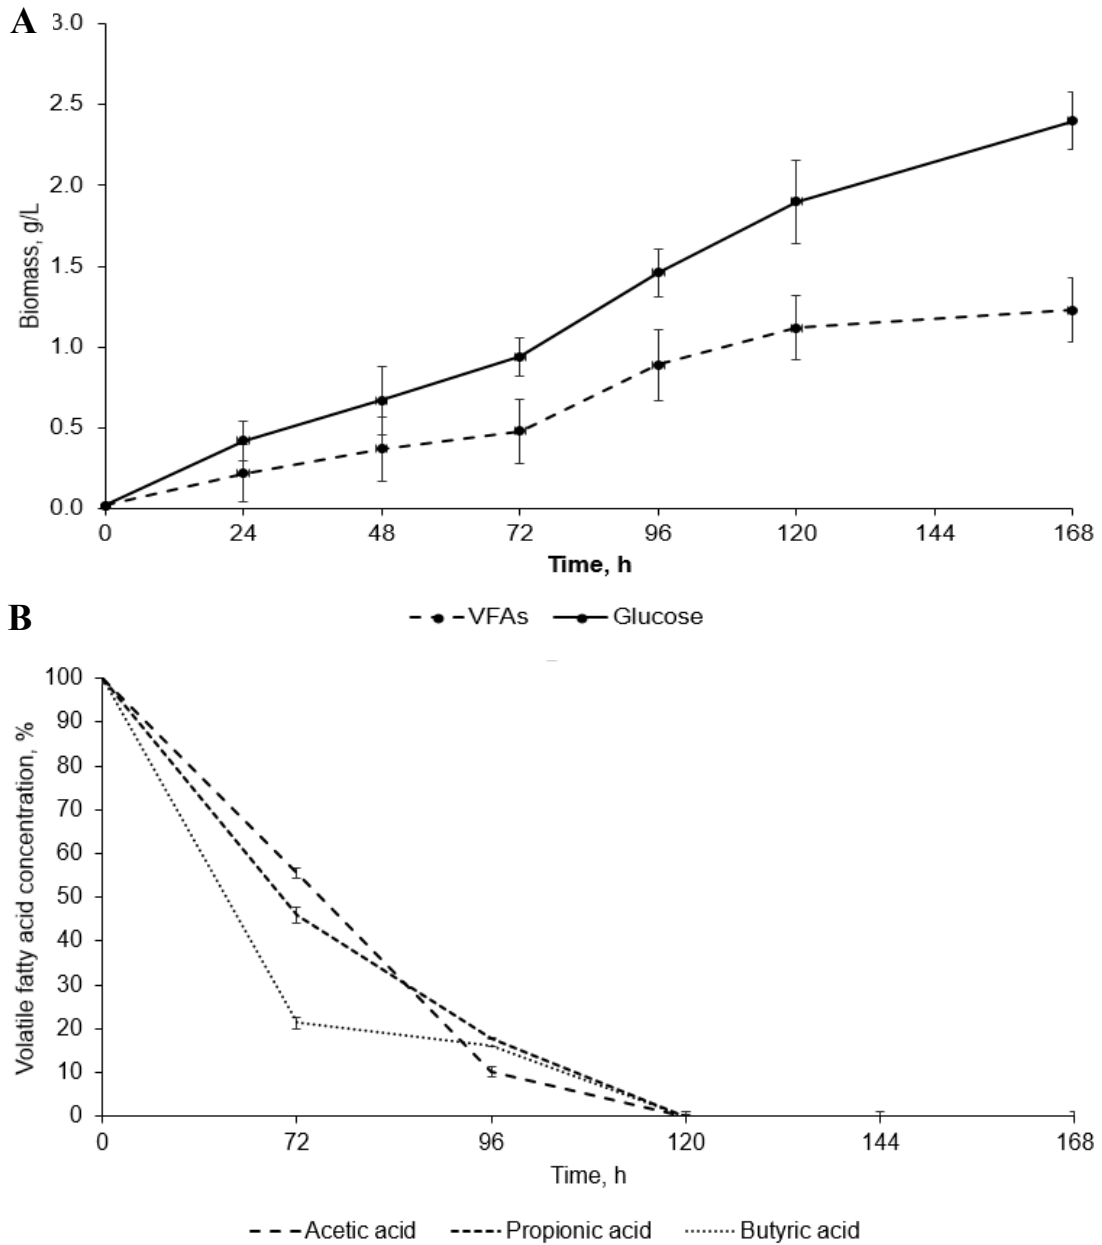 A
3.0
2.5
2.0
1.5
1.0
0.5
0.0
Biomass, g/L
0 24 48 72 96 120 144 168
Time, h
VFAs Glucose
B
100
90
80
70
60
50
40
30
20
10
0
Volatile fatty acid concentration, %
0 72 96 120 144 168
Time, h
Acetic acid Propionic acid Butyric acid